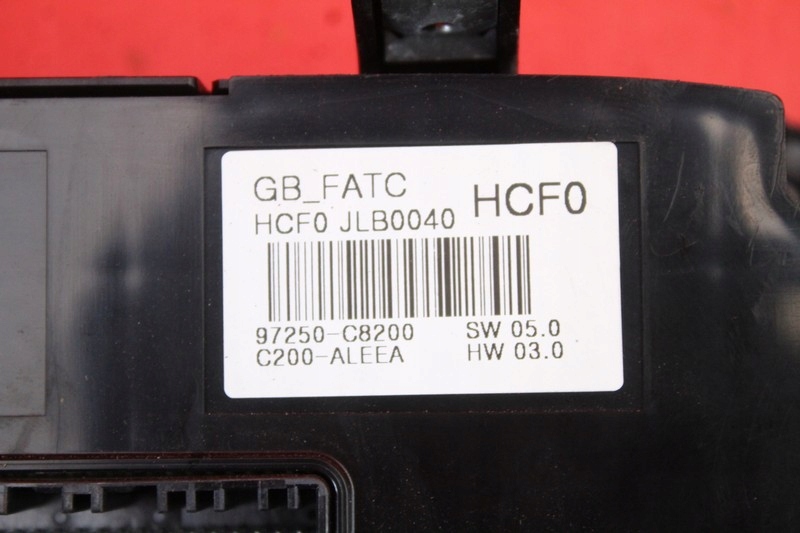 GB_FATC
HCF0
HCF0 JLB0040
97250-C8200 SW 05.0
C200-ALEEA HW 03.0